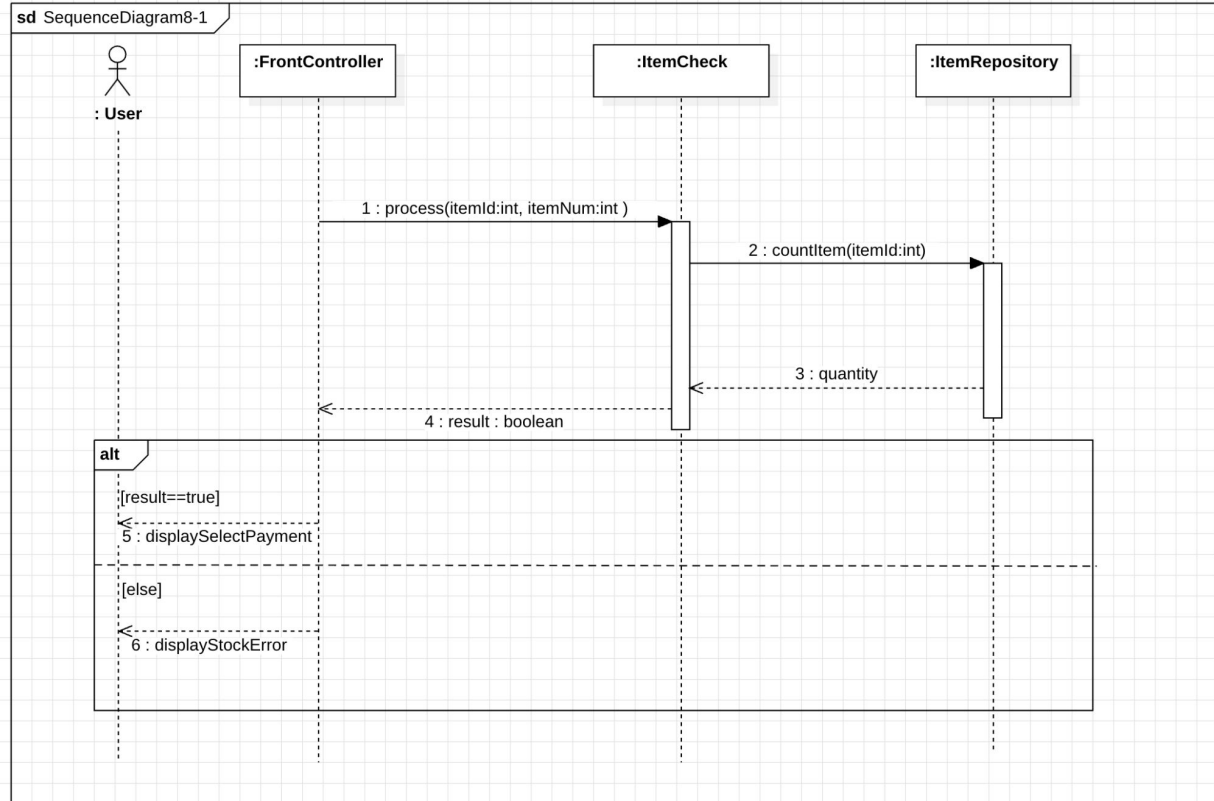 sd SequenceDiagram8-1
: User
:FrontController
:ItemCheck
:ItemRepository
1 : process(itemId:int, itemNum:int )
2 : countItem(itemId:int)
3 : quantity
4 : result : boolean
alt
[result==true]
5 : displaySelectPayment
[else]
6 : displayStockError